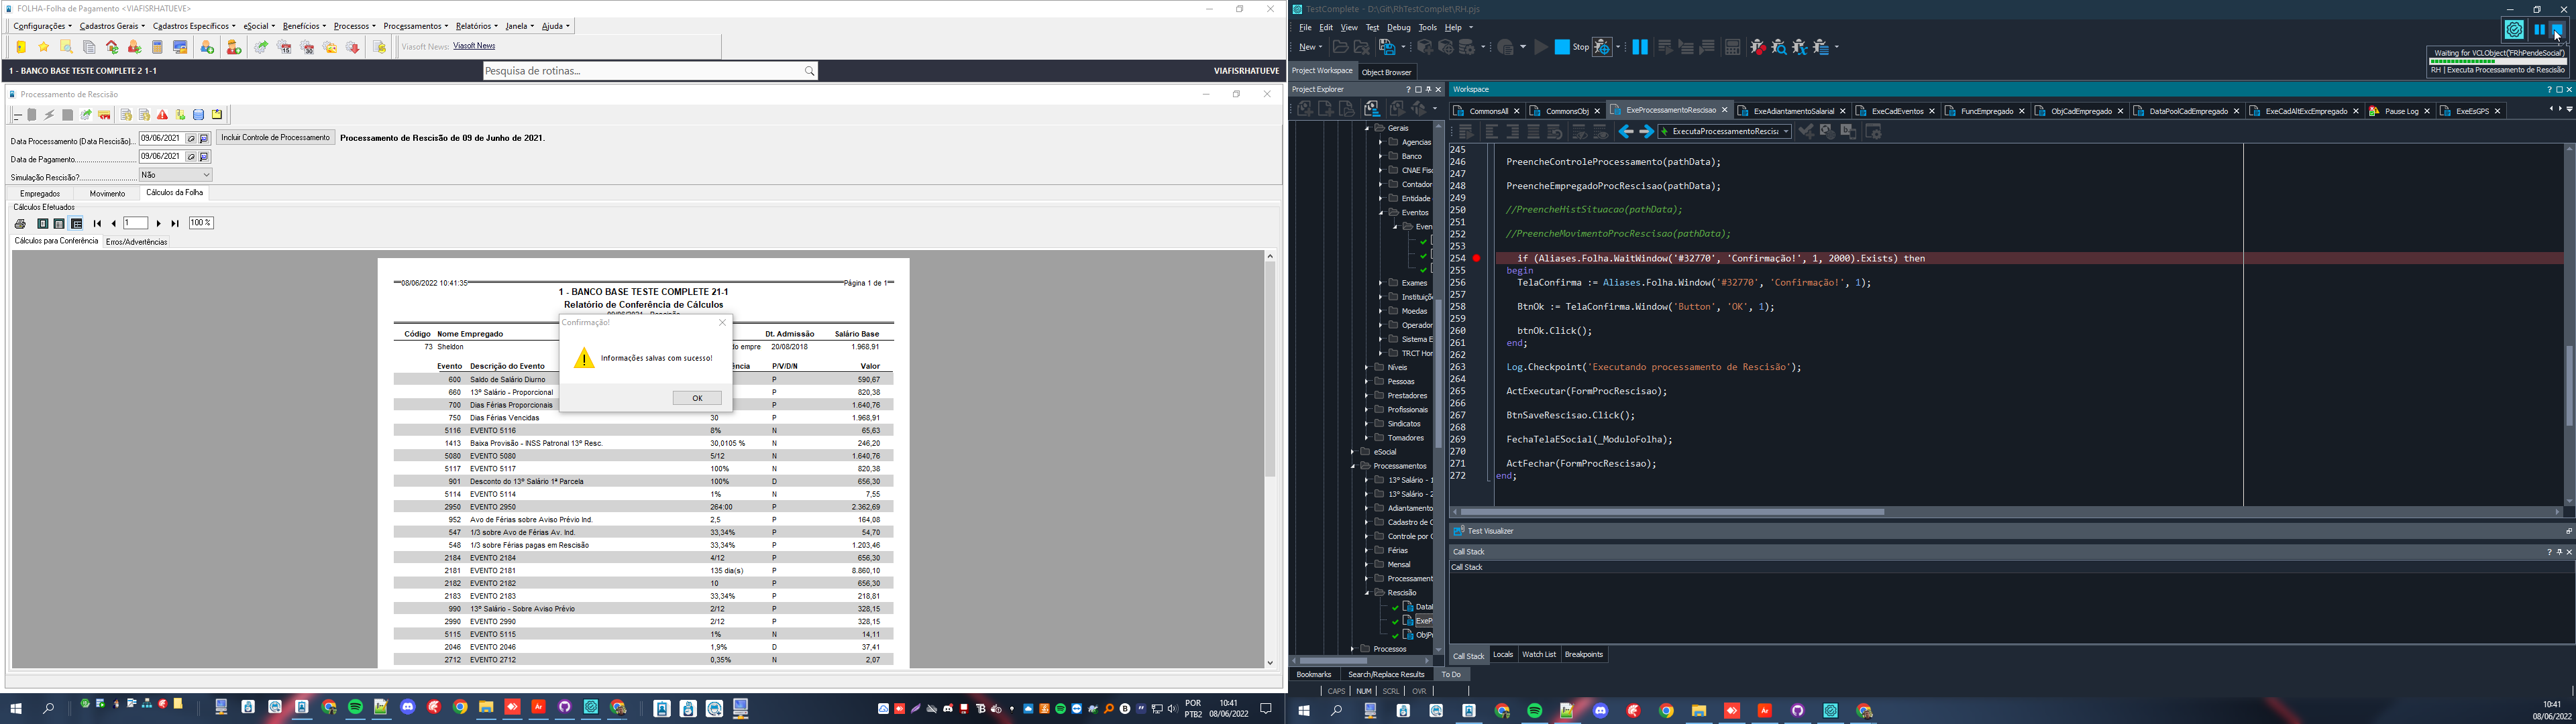 FOLHA-Folha de Pagamento <VIAFISRHATUEVE>
Configurações Cadastros Gerais Cadastros Específicos eSocial Benefícios Processos Processamentos Relatórios Janela Ajuda
Viasoft News: Viasoft News
1 - BANCO BASE TESTE COMPLETE 2 1-1
Pesquisa de rotinas...
VIAFISRHATUEVE
Processamento de Rescisão
Data Processamento (Data Rescisão)... 09/06/2021 Incluir Controle de Processamento Processamento de Rescisão de 09 de Junho de 2021.
Data de Pagamento 09/06/2021
Simulação Rescisão? Não
Empregados Movimento Cálculos da Folha
Cálculos Efetuados
1 100 %
Cálculos para Conferência Erros/Advertências
08/06/2022 10:41:35 Página 1 de 1
1 - BANCO BASE TESTE COMPLETE 21-1
Relatório de Conferência de Cálculos
Código Nome Empregado Dt. Admissão Salário Base
73 Sheldon do empre 20/08/2018 1.968,91
Evento Descrição do Evento ência P/V/D/N Valor
600 Saldo de Salário Diurno P 590,67
660 13º Salário - Proporcional P 820,38
700 Dias Férias Proporcionais P 1.640,76
750 Dias Férias Vencidas 30 P 1.968,91
5116 EVENTO 5116 8% N 65,63
1413 Baixa Provisão - INSS Patronal 13º Resc. 30,0105 % N 246,20
5080 EVENTO 5080 5/12 N 1.640,76
5117 EVENTO 5117 100% N 820,38
901 Desconto do 13º Salário 1ª Parcela 100% D 656,30
5114 EVENTO 5114 1% N 7,55
2950 EVENTO 2950 264:00 P 2.362,69
952 Avo de Férias sobre Aviso Prévio Ind. 2,5 P 164,08
547 1/3 sobre Avo de Férias Av. Ind. 33,34% P 54,70
548 1/3 sobre Férias pagas em Rescisão 33,34% P 1.203,46
2184 EVENTO 2184 4/12 P 656,30
2181 EVENTO 2181 135 dia(s) P 8.860,10
2182 EVENTO 2182 10 P 656,30
2183 EVENTO 2183 33,34% P 218,81
990 13º Salário - Sobre Aviso Prévio 2/12 P 328,15
2990 EVENTO 2990 2/12 P 328,15
5115 EVENTO 5115 1% N 14,11
2046 EVENTO 2046 1,9% D 37,41
2712 EVENTO 2712 0,35% N 2,07
Confirmação!
Informações salvas com sucesso!
OK
POR
PTB2
10:41
08/06/2022
TestComplete - D:\Git\RhTestComplet\RH.pjs
File Edit View Test Debug Tools Help
New Stop
Waiting for VCLObject('FRhPendeSocial')
RH | Executa Processamento de Rescisão
Project Workspace Object Browser
Project Explorer
Workspace
CommonsAll CommonsObj ExeProcessamentoRescisao ExeAdiantamentoSalarial ExeCadEventos FuncEmpregado ObjCadEmpregado DataPoolCadEmpregado ExeCadAltExcEmpregado Pause Log ExeEsGPS
ExecutaProcessamentoRescis
Gerais
Agencias
Banco
CNAE Fisc
Contador
Entidade
Eventos
Even
Exames
Instituiçõ
Moedas
Operador
Sistema E
TRCT Hor
Níveis
Pessoas
Prestadores
Profissionais
Sindicatos
Tomadores
eSocial
Processamentos
13º Salário - 1
13º Salário - 2
Adiantamento
Cadastro de C
Controle por C
Férias
Mensal
Processament
Rescisão
Datal
ExeP
ObjPr
Processos
245
246 PreencheControleProcessamento(pathData);
247
248 PreencheEmpregadoProcRescisao(pathData);
249
250 //PreencheHistSituacao(pathData);
251
252 //PreencheMovimentoProcRescisao(pathData);
253
254 if (Aliases.Folha.WaitWindow('#32770', 'Confirmação!', 1, 2000).Exists) then
255 begin
256 TelaConfirma := Aliases.Folha.Window('#32770', 'Confirmação!', 1);
257
258 BtnOk := TelaConfirma.Window('Button', 'OK', 1);
259
260 btnOk.Click();
261 end;
262
263 Log.Checkpoint('Executando processamento de Rescisão');
264
265 ActExecutar(FormProcRescisao);
266
267 BtnSaveRescisao.Click();
268
269 FechaTelaESocial(_ModuloFolha);
270
271 ActFechar(FormProcRescisao);
272 end;
Test Visualizer
Call Stack
Call Stack
Call Stack Locals Watch List Breakpoints
Bookmarks Search/Replace Results To Do
CAPS NUM SCRL OVR
10:41
08/06/2022